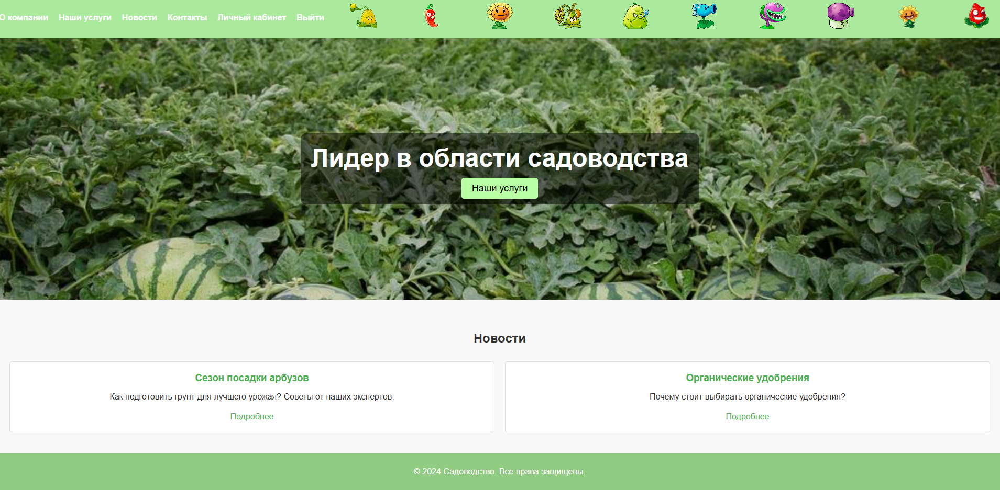 О компании Наши услуги Новости Контакты Личный кабинет Выйти
Лидер в области садоводства
Наши услуги
Новости
Сезон посадки арбузов
Как подготовить грунт для лучшего урожая? Советы от наших экспертов.
Подробнее
Органические удобрения
Почему стоит выбирать органические удобрения?
Подробнее
© 2024 Садоводство. Все права защищены.